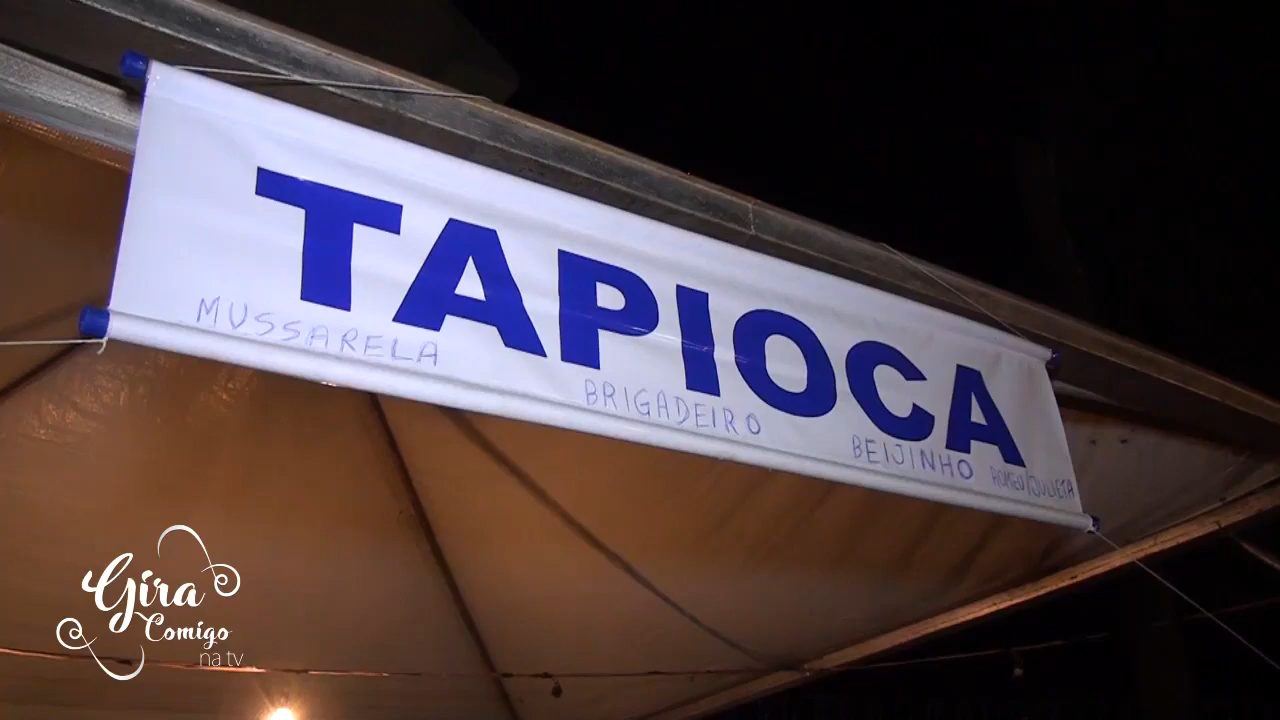 TAPIOCA
MUSSARELA
BRIGADEIRO
BEIJINHO
ROMEU/JULIETA
Gira
Comigo
na tv